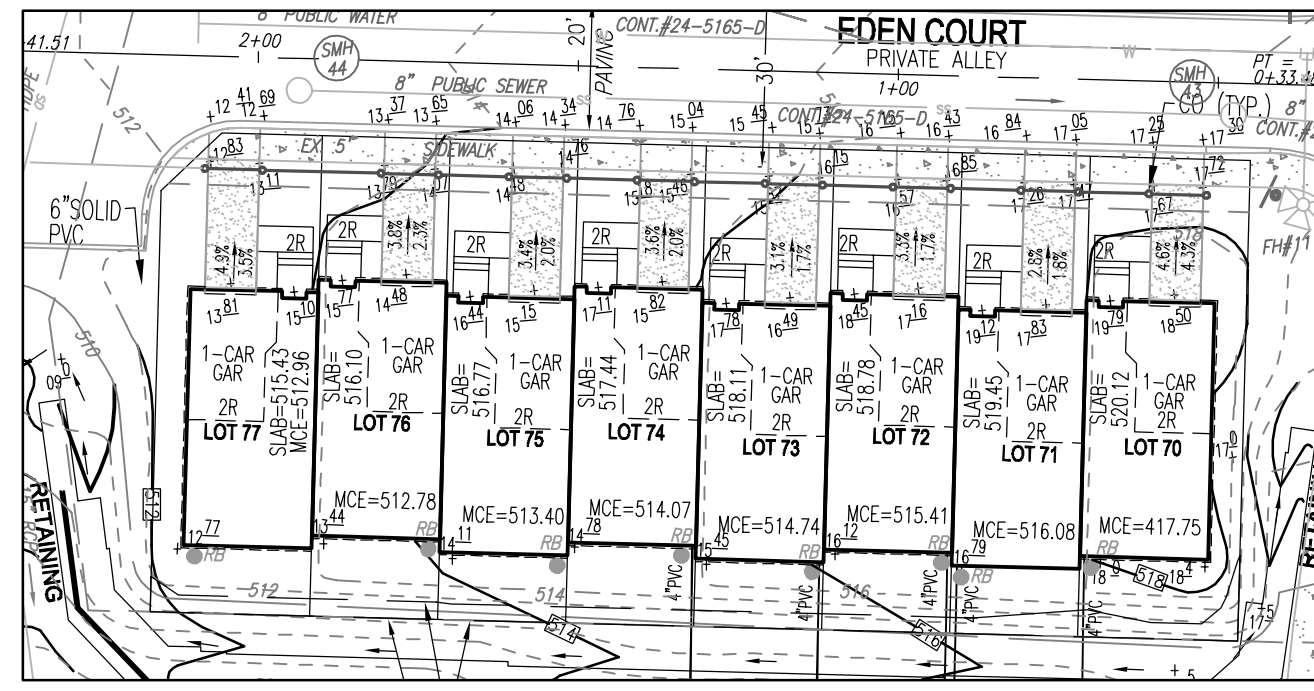 8" PUBLIC WATER
CONT.#24-5165-D
EDEN COURT
PRIVATE ALLEY
41.51
2+00
SMH
44
20'
PAVING
30'
W
1+00
SMH
43
PT =
0+33.
8" PUBLIC SEWER
SS
SS
CO (TYP.)
8"
CONT.#
512
12 41
12 69
13 37
13 65
14 06
14 34
14 76
15 04
15 45
CONT.#24-5165-D
16 43
16 84
17 05
17 25
17 30
EX. 5'
SIDEWALK
12 83
13 11
14 76
16 15
16 85
17 72
14 48
15 46
16 57
17 26
17 67
518
6"SOLID
PVC
FH#11
2R
2R
2R
2R
2R
2R
2R
2R
4.9%
3.5%
3.8%
2.3%
3.4%
2.0%
3.6%
2.0%
3.1%
1.7%
3.3%
1.7%
2.8%
1.8%
4.6%
4.3%
13 81
15 10
15 77
14 48
16 44
15 15
17 11
15 82
17 78
16 49
18 45
17 16
19 12
17 83
19 79
18 50
510
1-CAR
GAR
2R
LOT 77
SLAB=515.43
MCE=512.96
SLAB=
516.10
1-CAR
GAR
2R
LOT 76
MCE=512.78
SLAB=
516.77
1-CAR
GAR
2R
LOT 75
MCE=513.40
SLAB=
517.44
1-CAR
GAR
2R
LOT 74
MCE=514.07
SLAB=
518.11
1-CAR
GAR
2R
LOT 73
MCE=514.74
SLAB=
518.78
1-CAR
GAR
2R
LOT 72
MCE=515.41
SLAB=
519.45
1-CAR
GAR
2R
LOT 71
MCE=516.08
SLAB=
520.12
1-CAR
GAR
2R
LOT 70
MCE=417.75
512
RETAINING
12 77
13 44
14 11
14 78
15 45
16 12
16 79
RB
RB
RB
RB
RB
RB
RB
RB
4"PVC
4"PVC
4"PVC
4"PVC
4"PVC
512
514
516
518
514
516